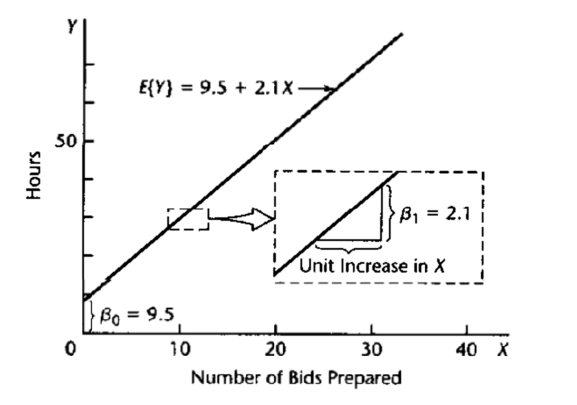 Y
E{Y} = 9.5 + 2.1X
50
Hours
β₁ = 2.1
Unit Increase in X
β₀ = 9.5
0 10 20 30 40 X
Number of Bids Prepared